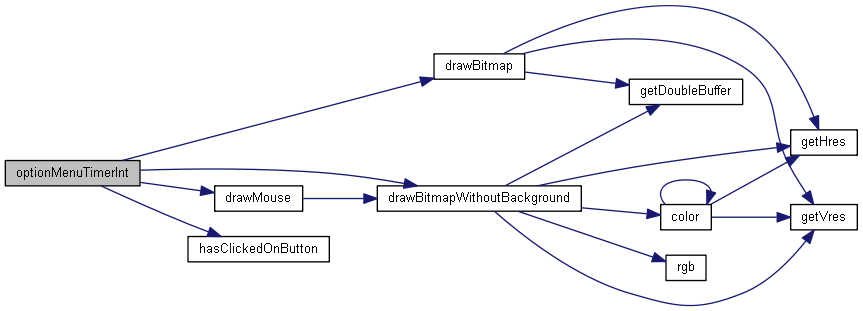 optionMenuTimerInt
drawBitmap
drawMouse
hasClickedOnButton
drawBitmapWithoutBackground
getDoubleBuffer
color
rgb
getHres
getVres